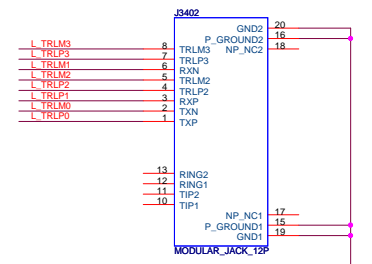 J3402
GND2 20
P_GROUND2 16
NP_NC2 18
L_TRLM3 8 TRLM3
L_TRLP3 7 TRLP3
L_TRLM1 6 RXN
L_TRLM2 5 TRLM2
L_TRLP2 4 TRLP2
L_TRLP1 3 RXP
L_TRLM0 2 TXN
L_TRLP0 1 TXP
13 RING2
12 RING1
11 TIP2
10 TIP1
NP_NC1 17
P_GROUND1 15
GND1 19
MODULAR_JACK_12P